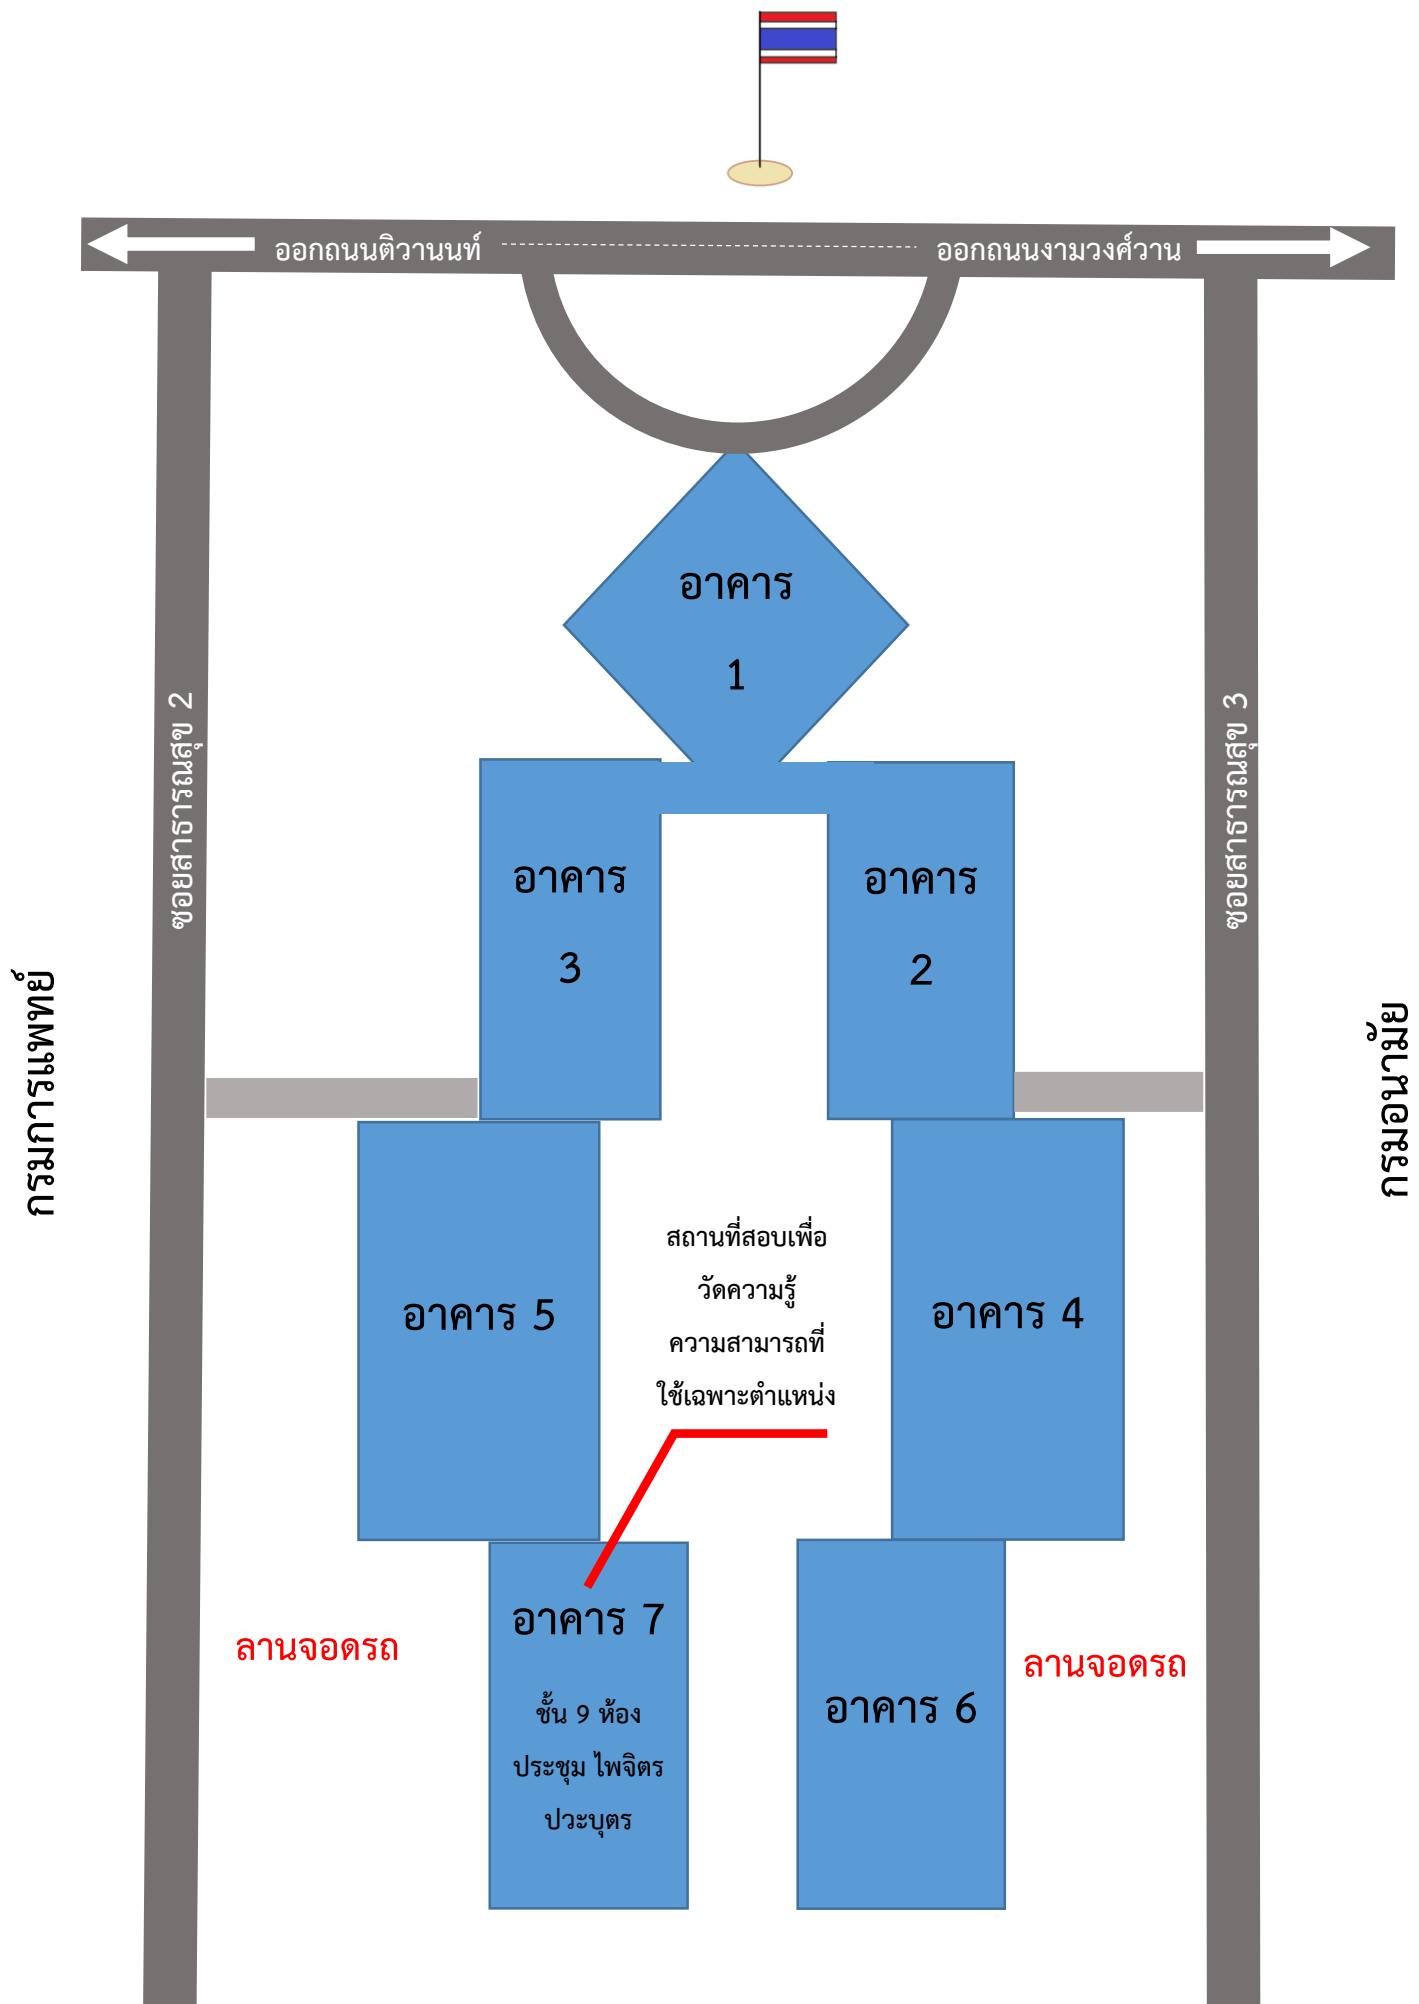 ออกถนนติวานนท์
ออกถนนงามวงศ์วาน
อาคาร
1
ซอยสาธารณสุข 2
ซอยสาธารณสุข 3
อาคาร
3
อาคาร
2
กรมการแพทย์
กรมอนามัย
สถานที่สอบเพื่อ
วัดความรู้
ความสามารถที่
ใช้เฉพาะตำแหน่ง
อาคาร 5
อาคาร 4
อาคาร 7
ชั้น 9 ห้อง
ประชุม ไพจิตร
ปวะบุตร
ลานจอดรถ
อาคาร 6
ลานจอดรถ